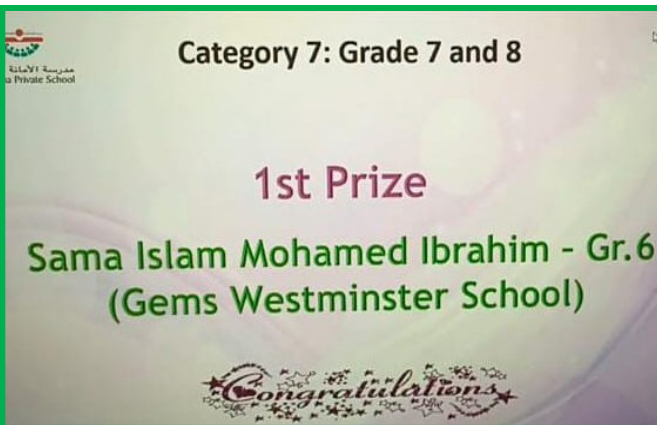 مدرسة الأمانة
a Private School
Category 7: Grade 7 and 8
1st Prize
Sama Islam Mohamed Ibrahim - Gr.6
(Gems Westminster School)
Congratulations